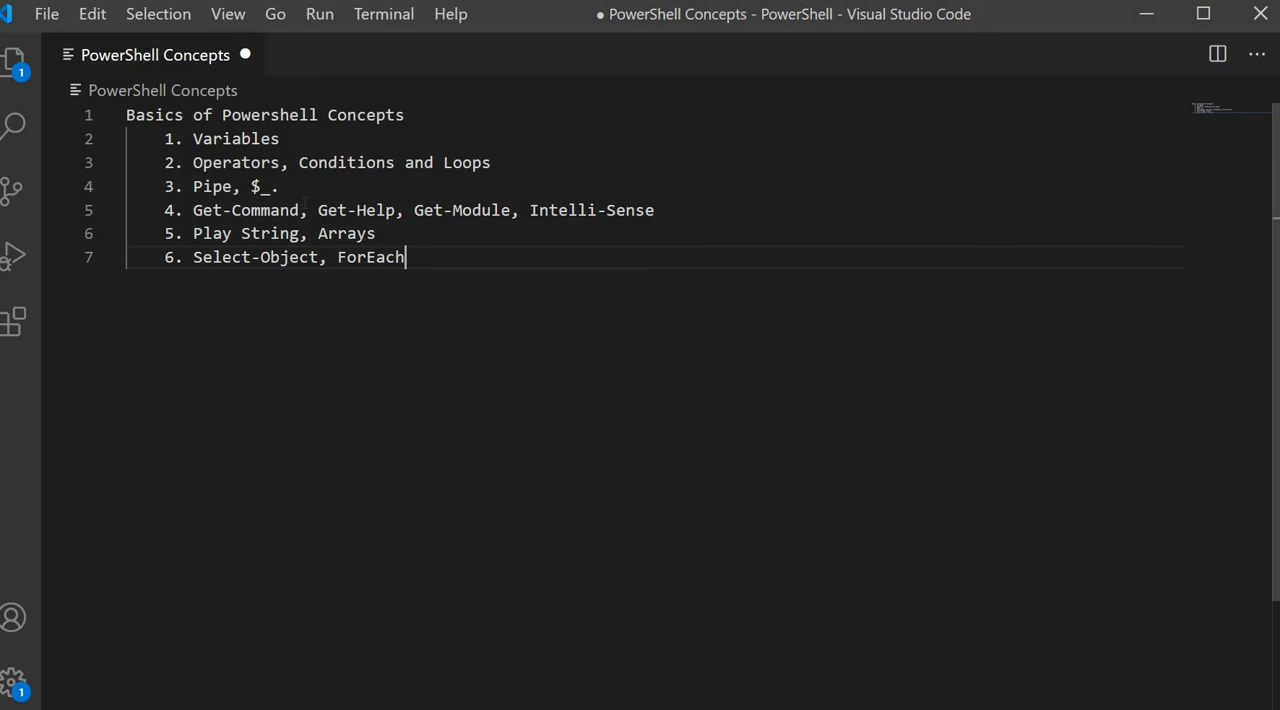 File Edit Selection View Go Run Terminal Help ● PowerShell Concepts - PowerShell - Visual Studio Code
PowerShell Concepts
PowerShell Concepts
1 Basics of Powershell Concepts
2 1. Variables
3 2. Operators, Conditions and Loops
4 3. Pipe, $_.
5 4. Get-Command, Get-Help, Get-Module, Intelli-Sense
6 5. Play String, Arrays
7 6. Select-Object, ForEach
1
1